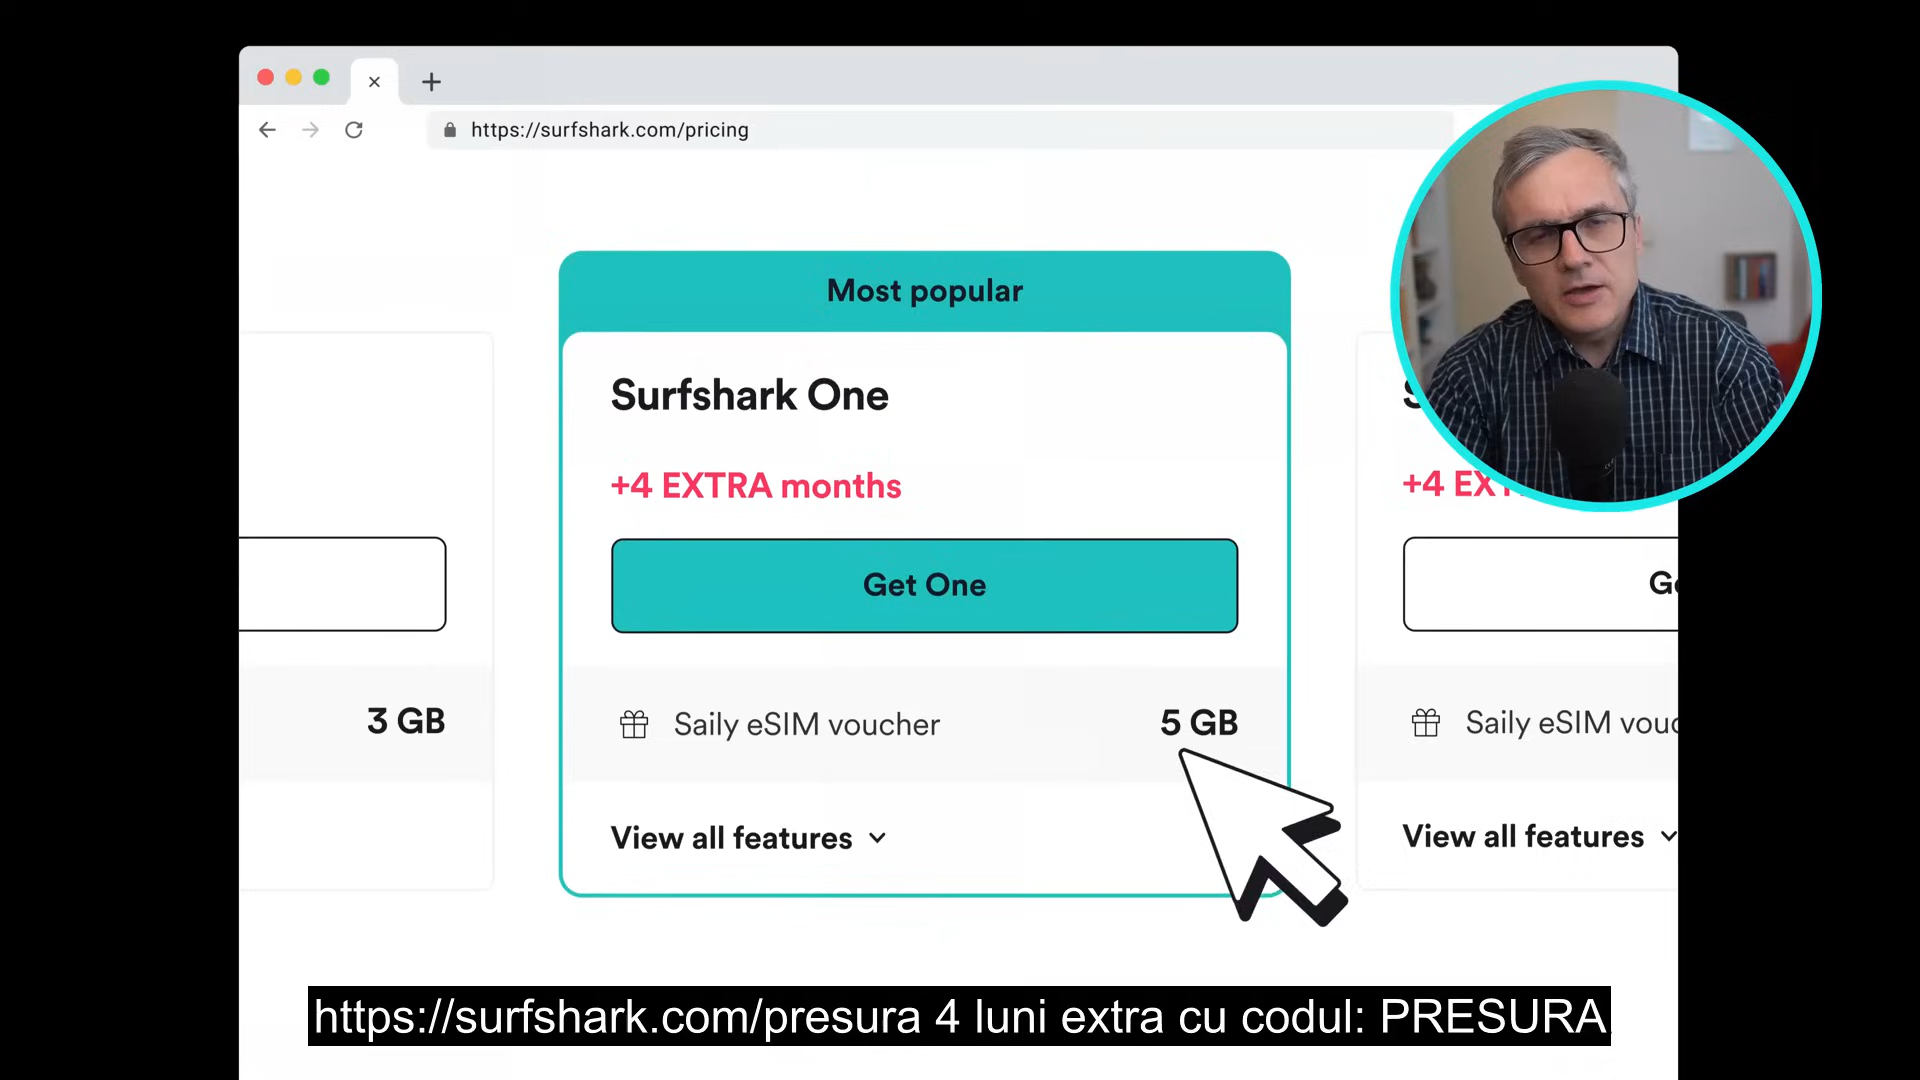 https://surfshark.com/pricing
Most popular
Surfshark One
+4 EXTRA months
Get One
3 GB
Saily eSIM voucher 5 GB
View all features
+4
Saily eSIM
View all features
https://surfshark.com/presura 4 luni extra cu codul: PRESURA